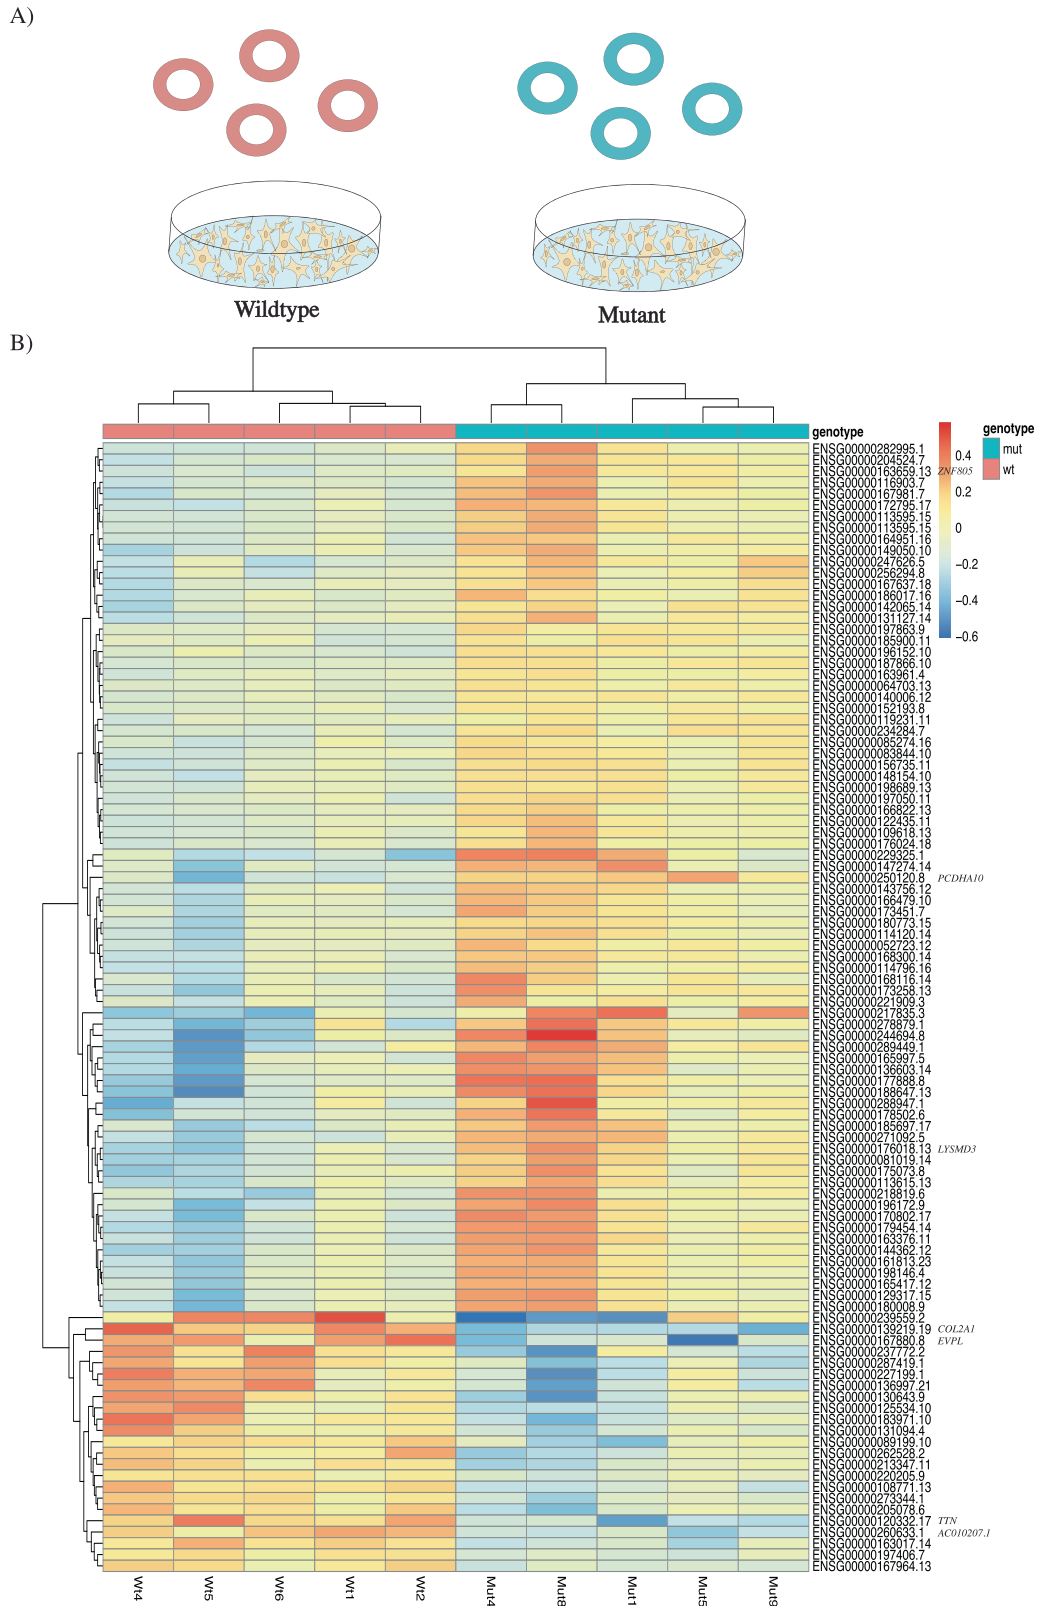 A)
Wildtype
Mutant
B)
genotype
ENSG00000282995.1
ENSG00000204524.7
ENSG00000163659.13 ZNF805
ENSG00000116903.7
ENSG00000167981.7
ENSG00000172795.17
ENSG00000113595.15
ENSG00000113595.15
ENSG00000164951.16
ENSG00000149050.10
ENSG00000247626.5
ENSG00000256294.8
ENSG00000167637.18
ENSG00000186017.16
ENSG00000142065.14
ENSG00000131127.14
ENSG00000197863.9
ENSG00000185900.11
ENSG00000196152.10
ENSG00000187866.10
ENSG00000163961.4
ENSG00000064703.13
ENSG00000140006.12
ENSG00000152193.8
ENSG00000119231.11
ENSG00000234284.7
ENSG00000085274.16
ENSG00000083844.10
ENSG00000156735.11
ENSG00000148154.10
ENSG00000198689.13
ENSG00000197050.11
ENSG00000166822.13
ENSG00000122435.11
ENSG00000109618.13
ENSG00000176024.18
ENSG00000229325.1
ENSG00000147274.14
ENSG00000250120.8 PCDHA10
ENSG00000143756.12
ENSG00000166479.10
ENSG00000173451.7
ENSG00000180773.15
ENSG00000114120.14
ENSG00000052723.12
ENSG00000168300.14
ENSG00000114796.16
ENSG00000168116.14
ENSG00000173258.13
ENSG00000221909.3
ENSG00000217835.3
ENSG00000278879.1
ENSG00000244694.8
ENSG00000289449.1
ENSG00000165997.5
ENSG00000136603.14
ENSG00000177888.8
ENSG00000188647.13
ENSG00000288947.1
ENSG00000178502.6
ENSG00000185697.17
ENSG00000271092.5
ENSG00000176018.13 LYSMD3
ENSG00000081019.14
ENSG00000175073.8
ENSG00000113615.13
ENSG00000218819.6
ENSG00000196172.9
ENSG00000170802.17
ENSG00000179454.14
ENSG00000163376.11
ENSG00000144362.12
ENSG00000161813.23
ENSG00000198146.4
ENSG00000165417.12
ENSG00000129317.15
ENSG00000180008.9
ENSG00000239559.2
ENSG00000139219.19 COL2A1
ENSG00000167880.8 EVPL
ENSG00000237772.2
ENSG00000287419.1
ENSG00000227199.1
ENSG00000136997.21
ENSG00000130643.9
ENSG00000125534.10
ENSG00000183971.10
ENSG00000131094.4
ENSG00000089199.10
ENSG00000262528.2
ENSG00000213347.11
ENSG00000220205.9
ENSG00000108771.13
ENSG00000273344.1
ENSG00000205078.6
ENSG00000120332.17 TTN
ENSG00000260633.1 AC010207.1
ENSG00000163017.14
ENSG00000197406.7
ENSG00000167964.13
0.4
0.2
0
−0.2
−0.4
−0.6
genotype
mut
wt
Wt4
Wt5
Wt6
Wt1
Wt2
Mut4
Mut8
Mut1
Mut5
Mut9